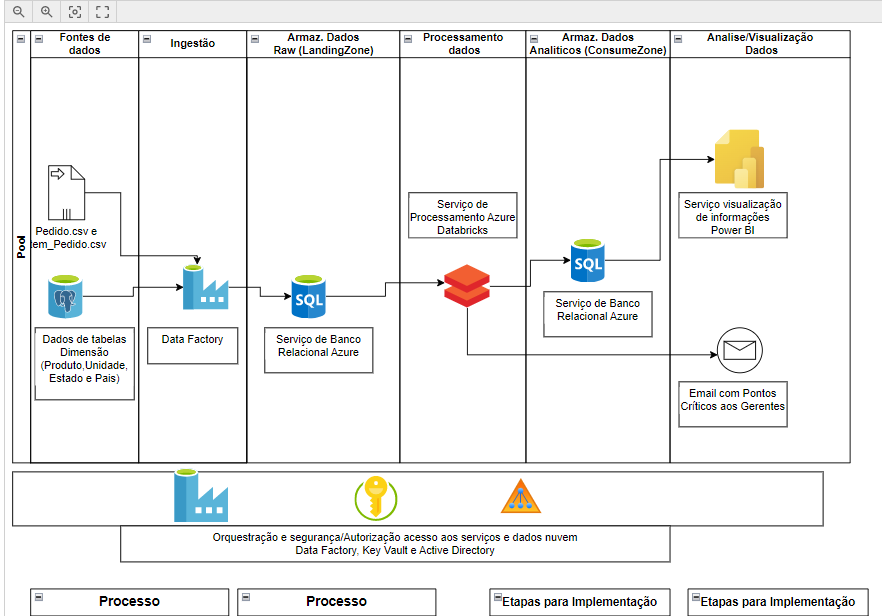 Fontes de
dados
Ingestão
Armaz. Dados
Raw (LandingZone)
Processamento
dados
Armaz. Dados
Analiticos (ConsumeZone)
Analise/Visualização
Dados
Pool
Pedido.csv e
tem_Pedido.csv
Dados de tabelas
Dimensão
(Produto,Unidade,
Estado e Pais)
Data Factory
SQL
Serviço de Banco
Relacional Azure
Serviço de
Processamento Azure
Databricks
SQL
Serviço de Banco
Relacional Azure
Serviço visualização
de informações
Power BI
Email com Pontos
Críticos aos Gerentes
Orquestração e segurança/Autorização acesso aos serviços e dados nuvem
Data Factory, Key Vault e Active Directory
Processo
Processo
Etapas para Implementação
Etapas para Implementação